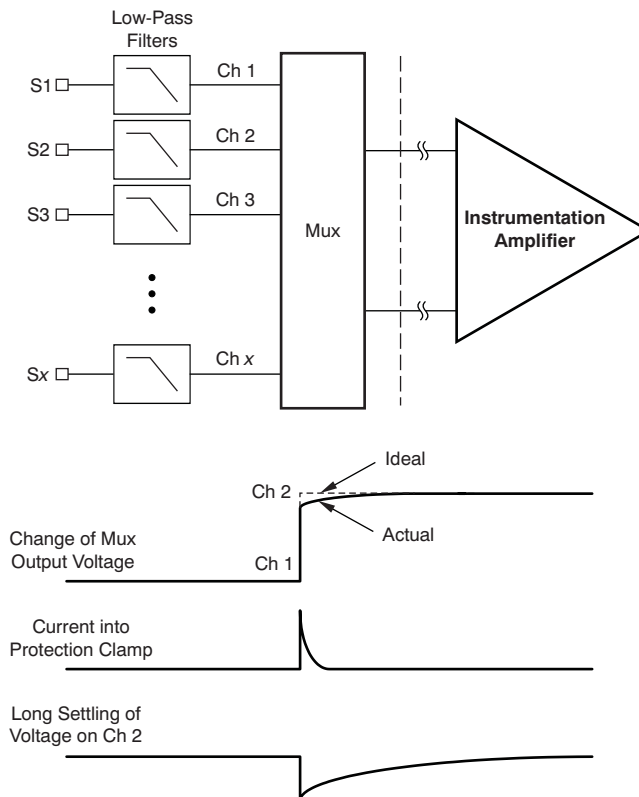 Low-Pass
Filters
S1
Ch 1
S2
Ch 2
S3
Ch 3
Mux
Instrumentation
Amplifier
Sx
Ch x
Ideal
Ch 2
Actual
Change of Mux
Output Voltage
Ch 1
Current into
Protection Clamp
Long Settling of
Voltage on Ch 2